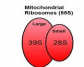 Mitochondrial
Ribosomes (55S)
Large
Small
39S
28S